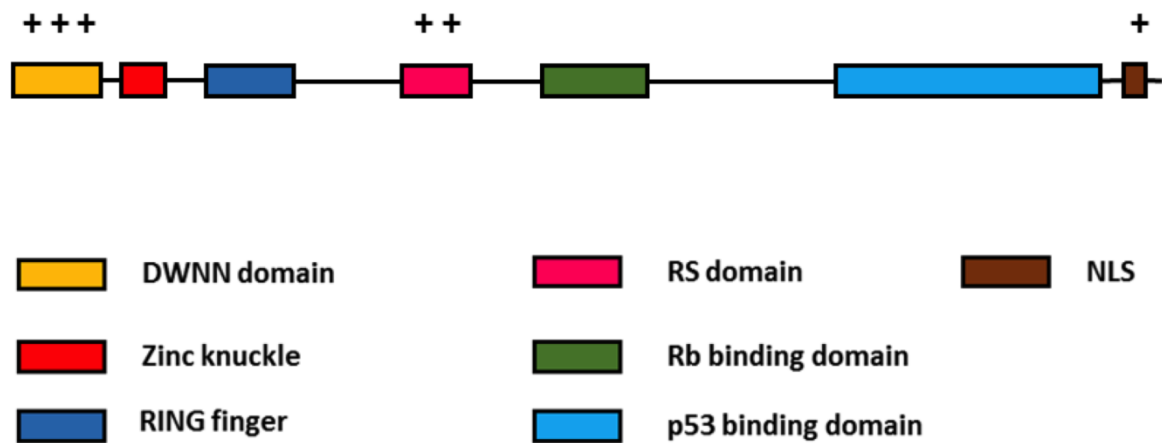 + + + + + +
DWNN domain RS domain NLS
Zinc knuckle Rb binding domain
RING finger p53 binding domain